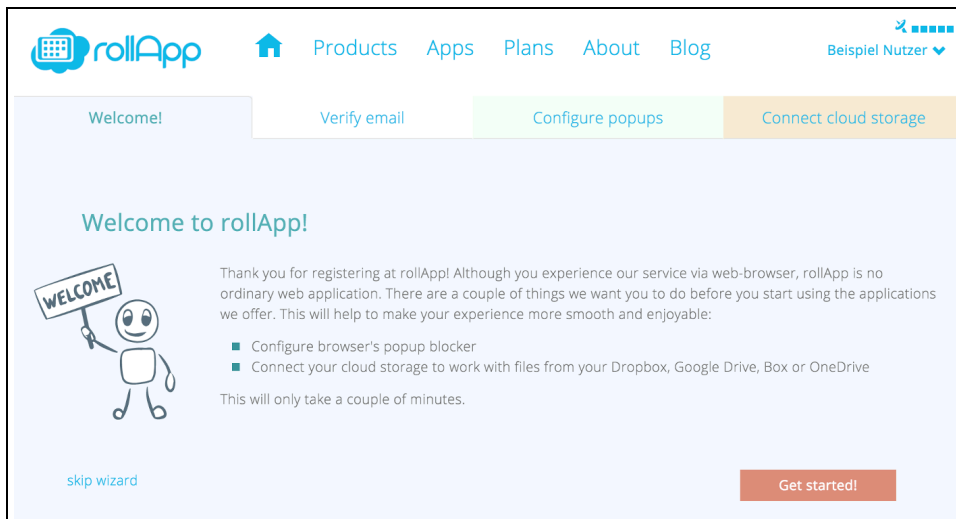 rollApp
Products Apps Plans About Blog
Beispiel Nutzer
Welcome! Verify email Configure popups Connect cloud storage
Welcome to rollApp!
WELCOME
Thank you for registering at rollApp! Although you experience our service via web-browser, rollApp is no
ordinary web application. There are a couple of things we want you to do before you start using the applications
we offer. This will help to make your experience more smooth and enjoyable:
Configure browser's popup blocker
Connect your cloud storage to work with files from your Dropbox, Google Drive, Box or OneDrive
This will only take a couple of minutes.
skip wizard
Get started!